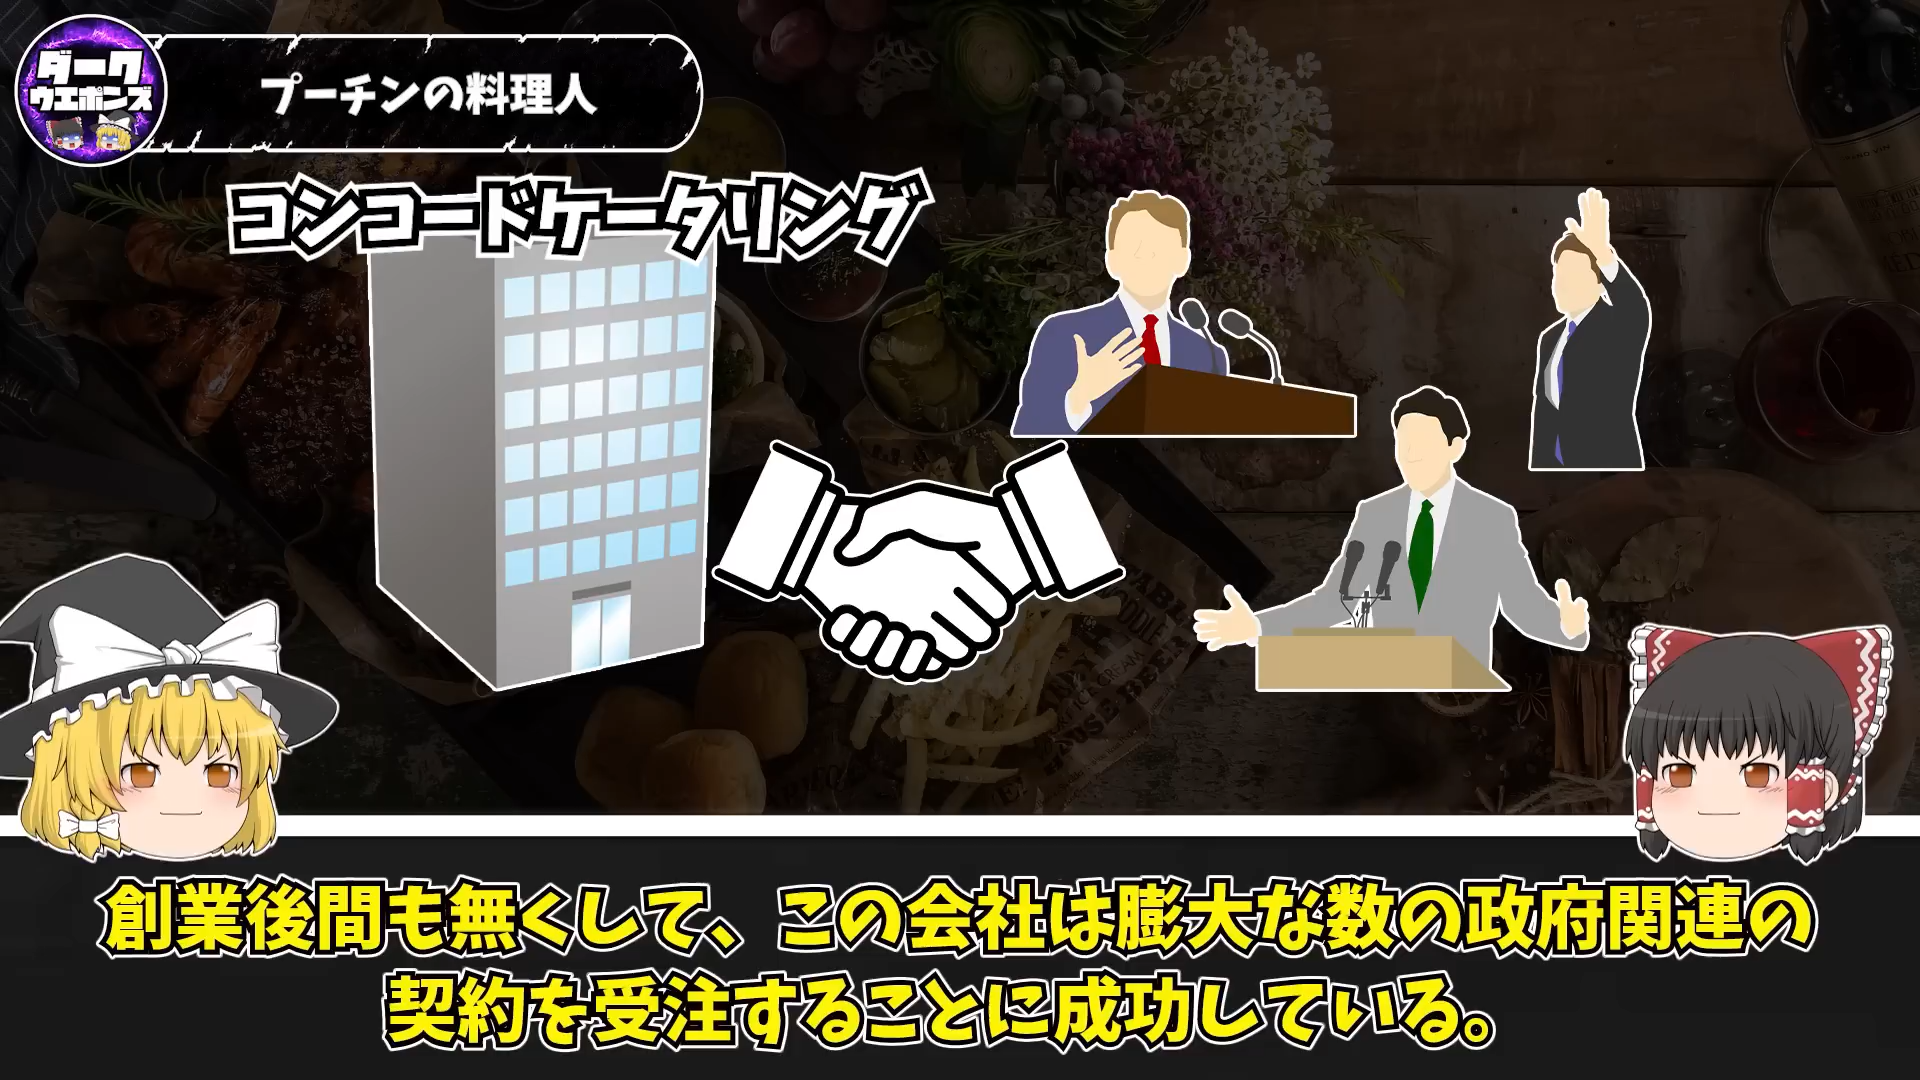 ダーク
ウエポンズ
プーチンの料理人
コンコードケータリング
創業後間も無くして、この会社は膨大な数の政府関連の
契約を受注することに成功している。